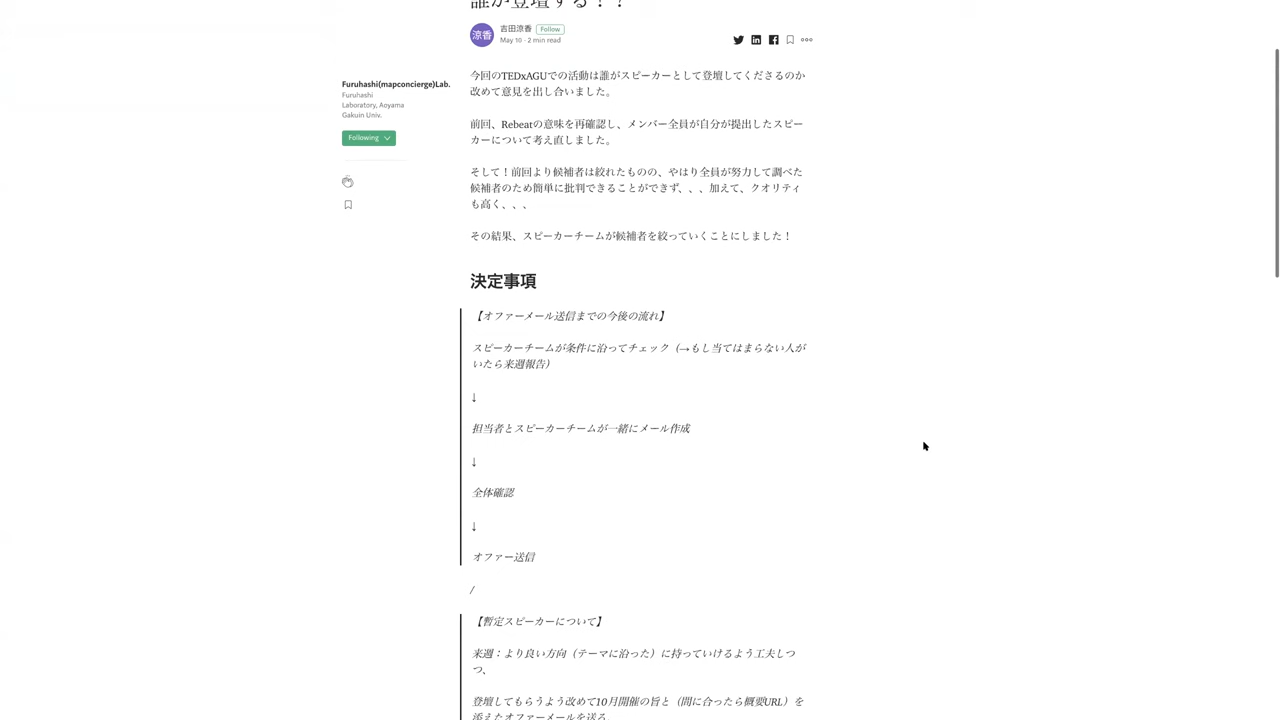 誰が登壇する！？
涼香
吉田涼香 Follow
May 10 · 2 min read
Furuhashi(mapconcierge)Lab.
Furuhashi
Laboratory, Aoyama
Gakuin Univ.
Following
今回のTEDxAGUでの活動は誰がスピーカーとして登壇してくださるのか
改めて意見を出し合いました。
前回、Rebeatの意味を再確認し、メンバー全員が自分が提出したスピー
カーについて考え直しました。
そして！前回より候補者は絞れたものの、やはり全員が努力して調べた
候補者のため簡単に批判できることができず、、、加えて、クオリティ
も高く、、、
その結果、スピーカーチームが候補者を絞っていくことにしました！
決定事項
【オファーメール送信までの今後の流れ】
スピーカーチームが条件に沿ってチェック（→もし当てはまらない人が
いたら来週報告）
↓
担当者とスピーカーチームが一緒にメール作成
↓
全体確認
↓
オファー送信
/
【暫定スピーカーについて】
来週：より良い方向（テーマに沿った）に持っていけるよう工夫しつ
つ、
登壇してもらうよう改めて10月開催の旨と（間に合ったら概要URL）を
添えたオファーメールを送る。